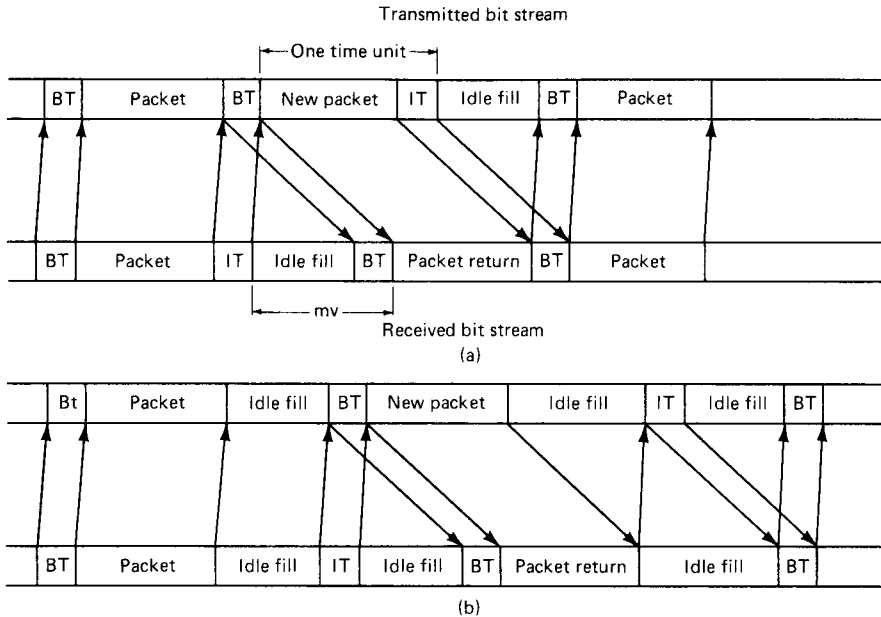 Transmitted bit stream
One time unit
BT Packet BT New packet IT Idle fill BT Packet
BT Packet IT Idle fill BT Packet return BT Packet
mv
Received bit stream
(a)
Bt Packet Idle fill BT New packet Idle fill IT Idle fill BT
BT Packet Idle fill IT Idle fill BT Packet return Idle fill BT
(b)